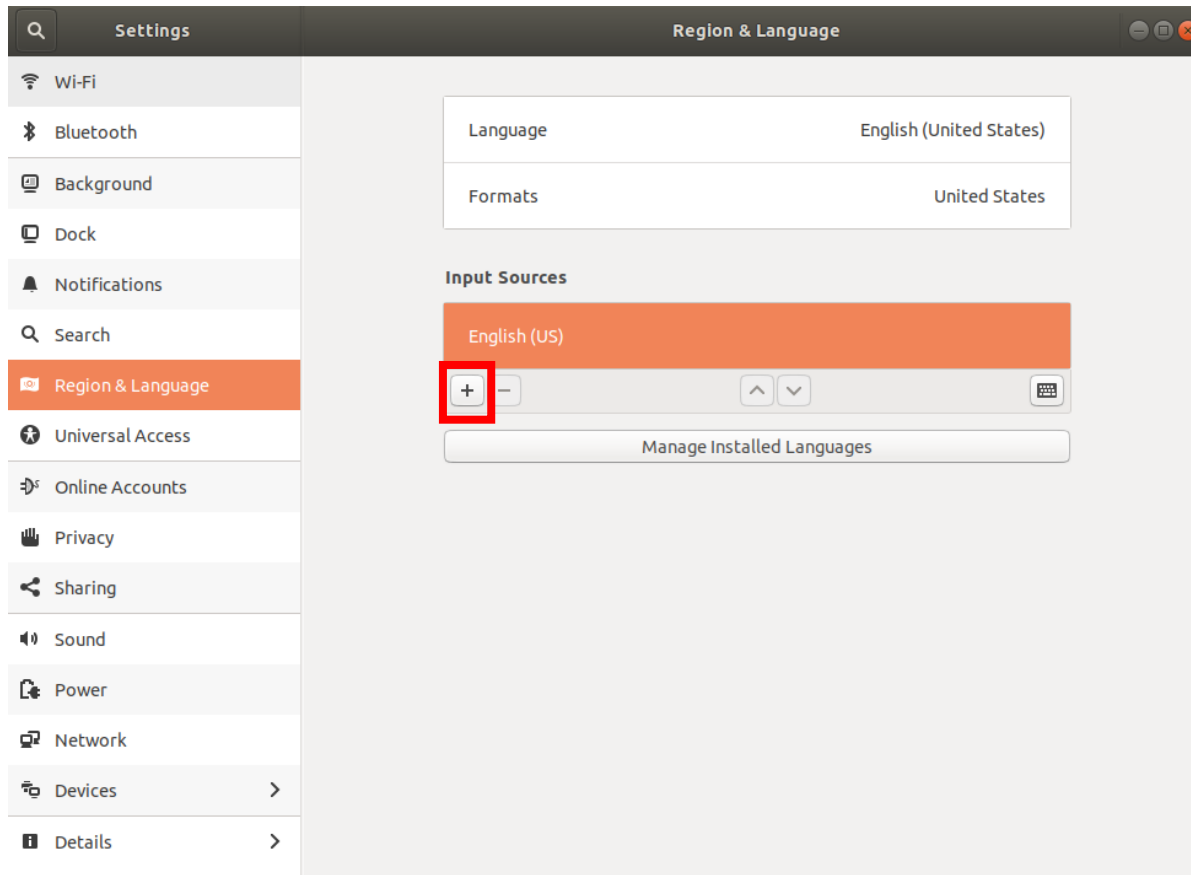 Settings
Region & Language
Wi-Fi
Bluetooth
Background
Dock
Notifications
Search
Region & Language
Universal Access
Online Accounts
Privacy
Sharing
Sound
Power
Network
Devices
Details
Language English (United States)
Formats United States
Input Sources
English (US)
Manage Installed Languages